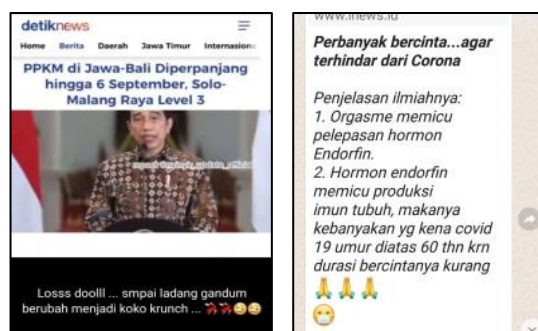 detiknews
Home Berita Daerah Jawa Timur Internasion
PPKM di Jawa-Bali Diperpanjang
hingga 6 September, Solo-
Malang Raya Level 3
Losss doolll ... smpai ladang gandum
berubah menjadi koko krunch ...
www.inews.id
Perbanyak bercinta...agar
terhindar dari Corona
Penjelasan ilmiahnya:
1. Orgasme memicu
pelepasan hormon
Endorfin.
2. Hormon endorfin
memicu produksi
imun tubuh, makanya
kebanyakan yg kena covid
19 umur diatas 60 thn krn
durasi bercintanya kurang